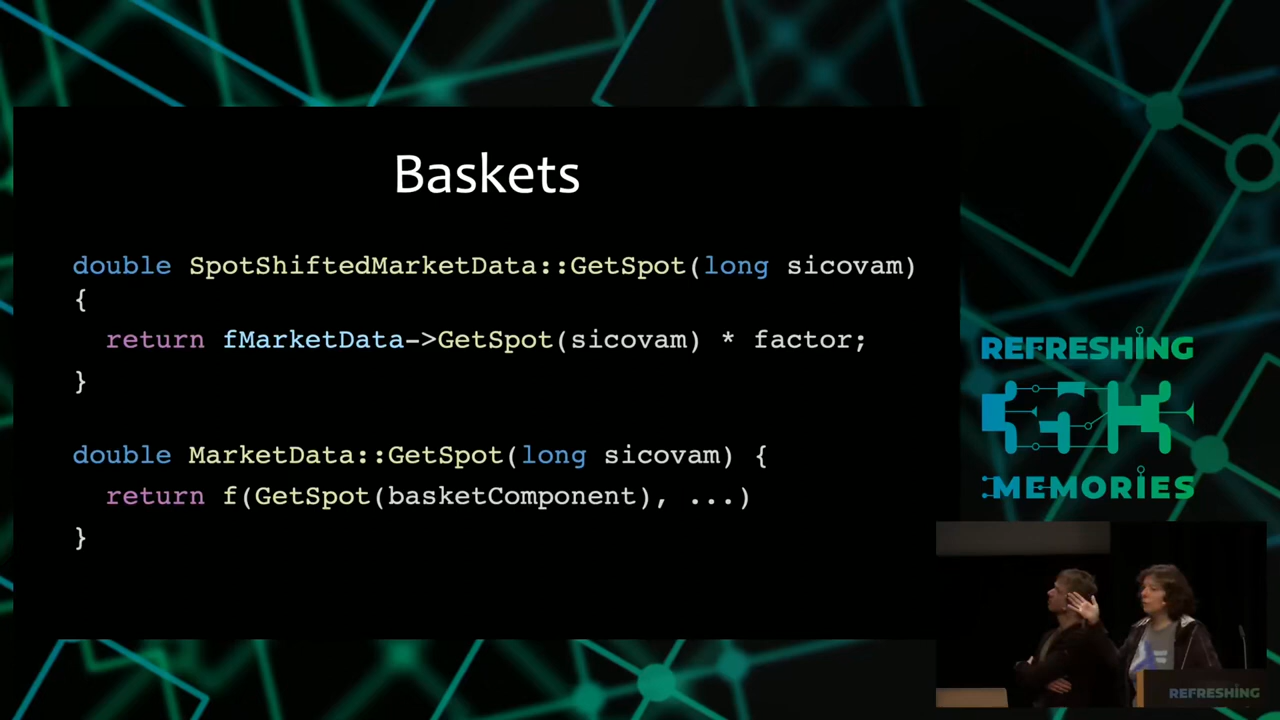 Baskets
double SpotShiftedMarketData::GetSpot(long sicovam)
{
return fMarketData->GetSpot(sicovam) * factor;
}
double MarketData::GetSpot(long sicovam) {
return f(GetSpot(basketComponent), ...)
}
REFRESHING
MEMORIES
REFRESHING